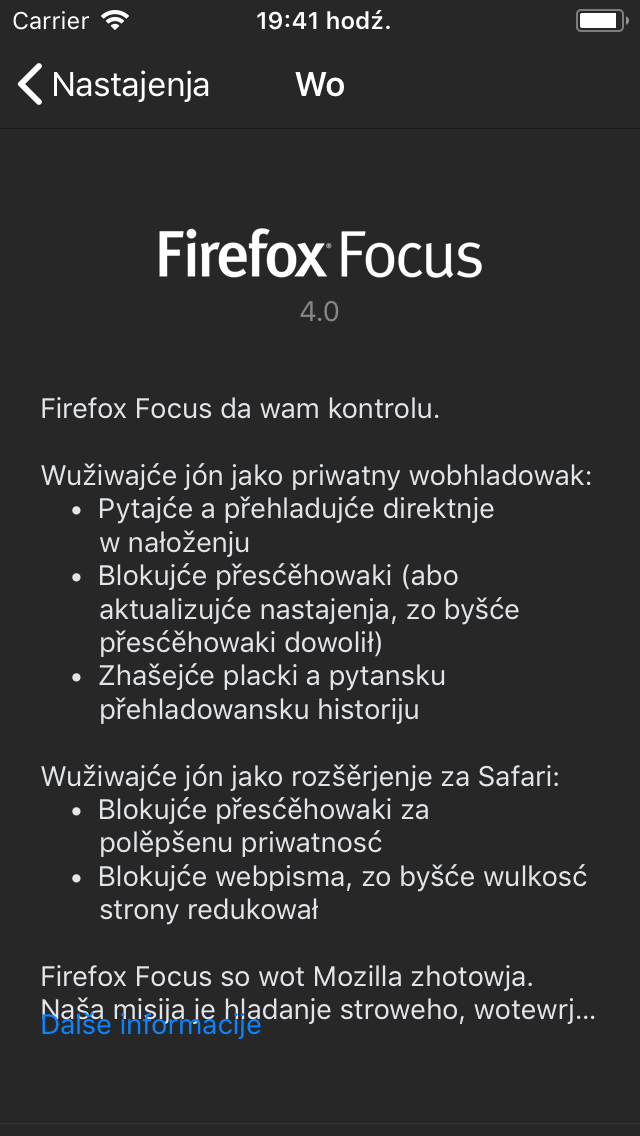 Carrier 19:41 hodź.
Nastajenja Wo
Firefox Focus
4.0
Firefox Focus da wam kontrolu.
Wužiwajće jón jako priwatny wobhladowak:
• Pytajće a přehladujće direktnje
w nałoženju
• Blokujće přesćěhowaki (abo
aktualizujće nastajenja, zo byšće
přesćěhowaki dowolił)
• Zhašejće placki a pytansku
přehladowansku historiju
Wužiwajće jón jako rozšěrjenje za Safari:
• Blokujće přesćěhowaki za
polěpšenu priwatnosć
• Blokujće webpisma, zo byšće wulkosć
strony redukował
Firefox Focus so wot Mozilla zhotowja.
Naša misija je hladanje stroweho, wotewrj...
Dalše informacije